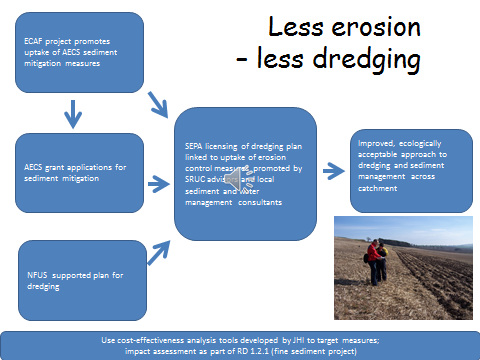 Less erosion
– less dredging
ECAF project promotes
uptake of AECS sediment
mitigation measures
AECS grant applications for
sediment mitigation
NFUS supported plan for
dredging
SEPA licensing of dredging plan
linked to uptake of erosion
control measures, promoted by
SRUC advisors and local
sediment and water
management consultants
Improved, ecologically
acceptable approach to
dredging and sediment
management across
catchment
Use cost-effectiveness analysis tools developed by JHI to target measures;
impact assessment as part of RD 1.2.1 (fine sediment project)